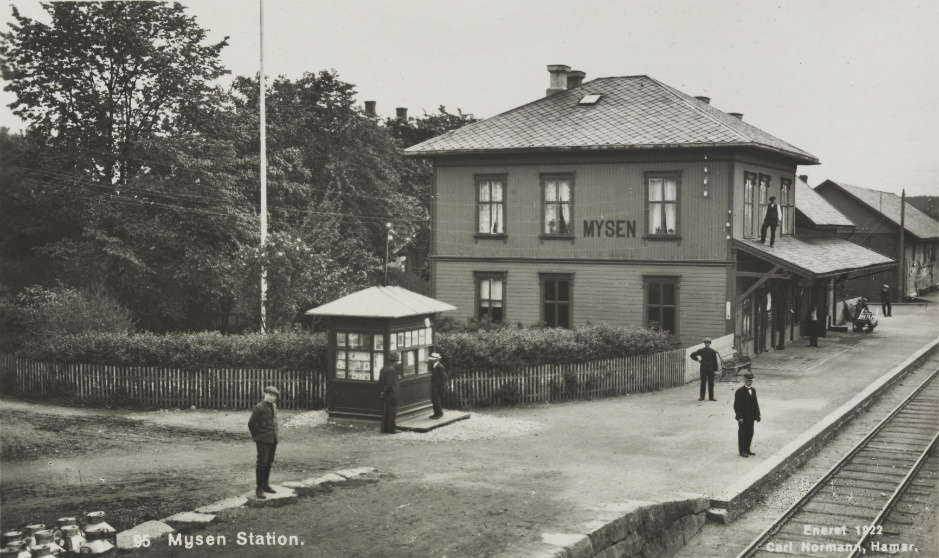 MYSEN
95 Mysen Station.
Eneret 1922
Carl Normann, Hamar.